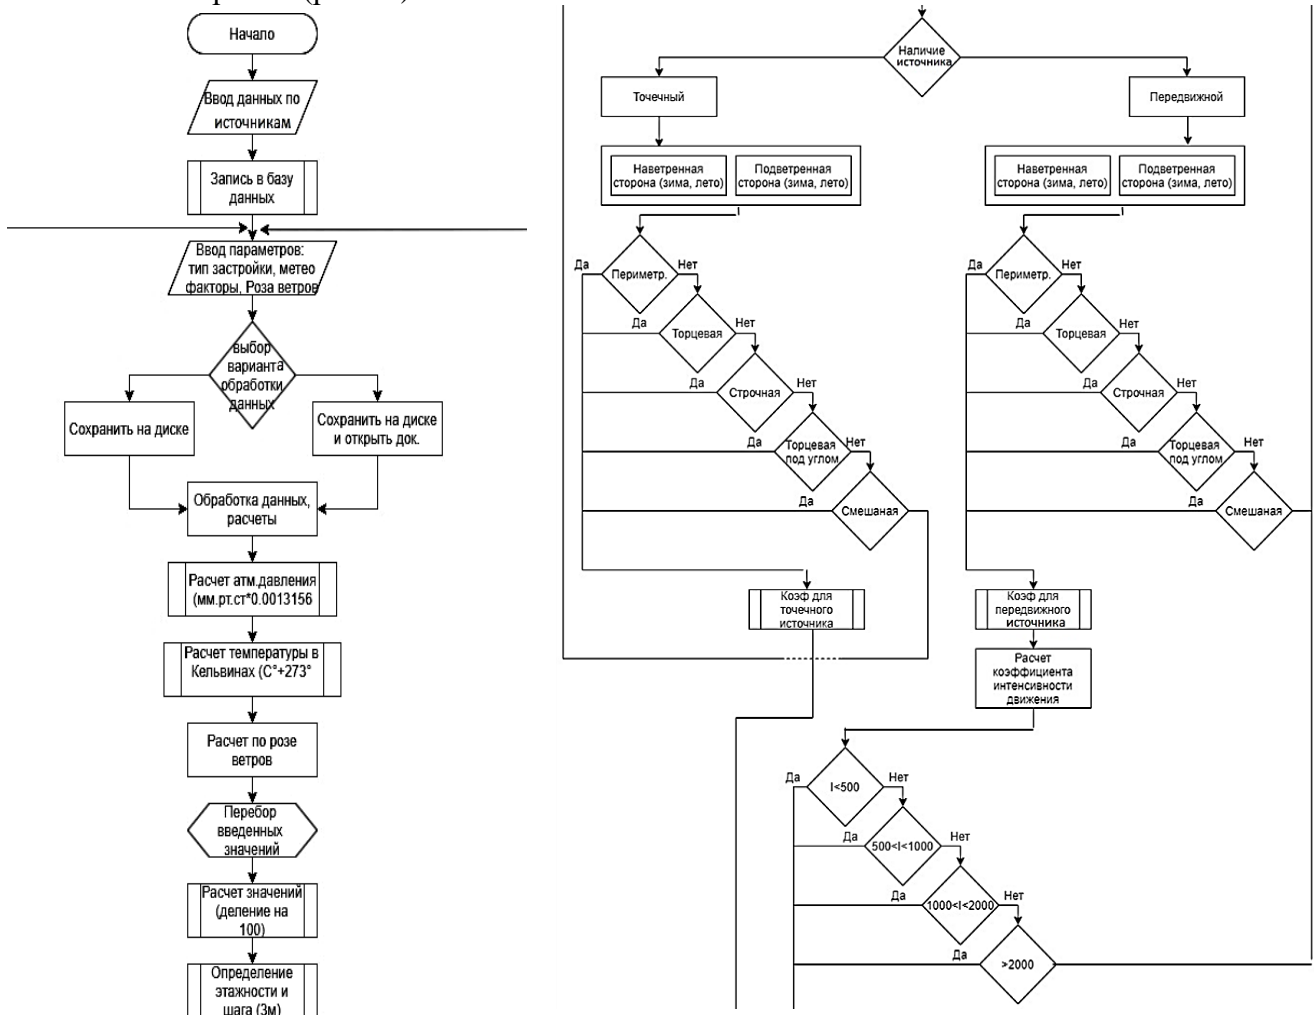 Начало
Ввод данных по
источникам
Запись в базу
данных
Ввод параметров:
тип застройки, метео
факторы, Роза ветров
выбор
варианта
обработки
данных
Сохранить на диске
Сохранить на диске
и открыть док.
Обработка данных,
расчеты
Расчет атм.давления
(мм.рт.ст*0.0013156
Расчет температуры в
Кельвинах (С°+273°
Расчет по розе
ветров
Перебор
введенных
значений
Расчет значений
(деление на
100)
Определение
этажности и
шага (3м)
Наличие
источника
Точечный
Наветренная
сторона (зима, лето)
Подветренная
сторона (зима, лето)
Да
Периметр.
Нет
Да
Торцевая
Нет
Да
Строчная
Нет
Да
Торцевая
под углом
Нет
Да
Смешаная
Коэф для
точечного
источника
Передвижной
Наветренная
сторона (зима, лето)
Подветренная
сторона (зима, лето)
Да
Периметр.
Нет
Да
Торцевая
Нет
Да
Строчная
Нет
Да
Торцевая
под углом
Нет
Да
Смешаная
Коэф для
передвижного
источника
Расчет
коэффициента
интенсивности
движения
Да
I<500
Нет
Да
500<I<1000
Нет
Да
1000<I<2000
Нет
Да
>2000